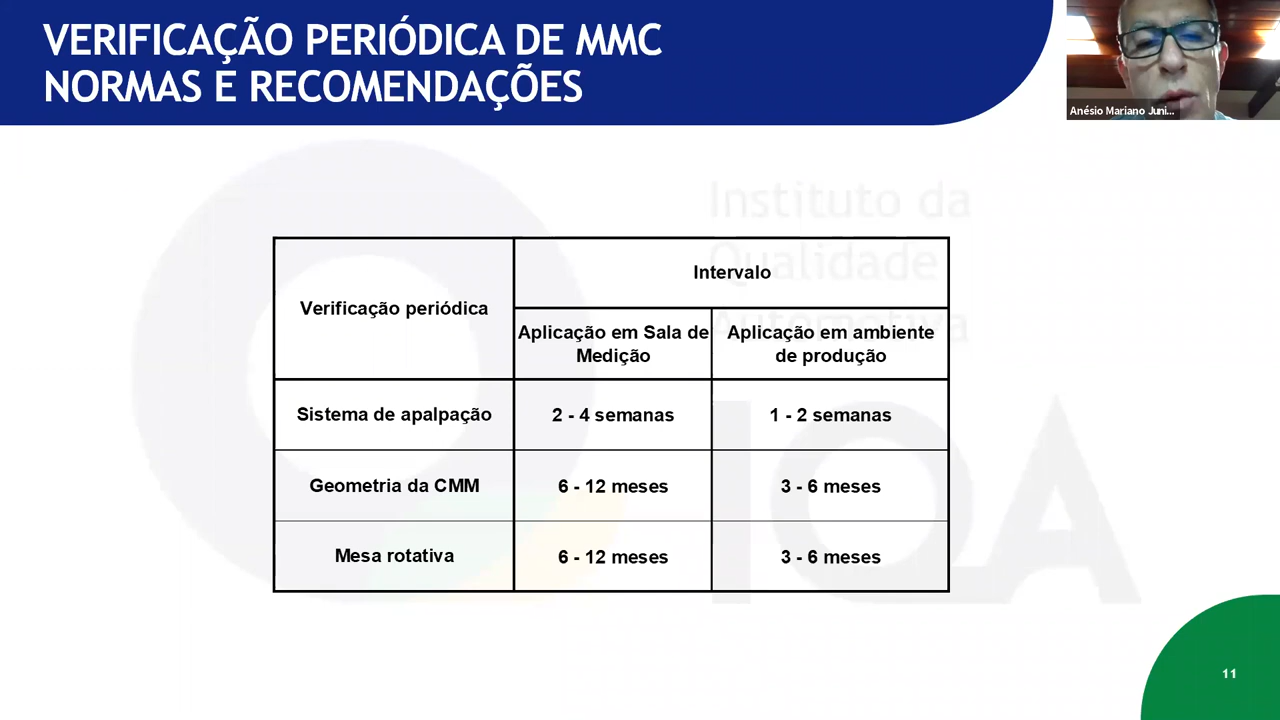 VERIFICAÇÃO PERIÓDICA DE MMC
NORMAS E RECOMENDAÇÕES
Anésio Mariano Juni...
Instituto da
Qualidade
Automotiva
IQA
Verificação periódica
Intervalo
Aplicação em Sala de
Medição
Aplicação em ambiente
de produção
Sistema de apalpação
2 - 4 semanas
1 - 2 semanas
Geometria da CMM
6 - 12 meses
3 - 6 meses
Mesa rotativa
6 - 12 meses
3 - 6 meses
11